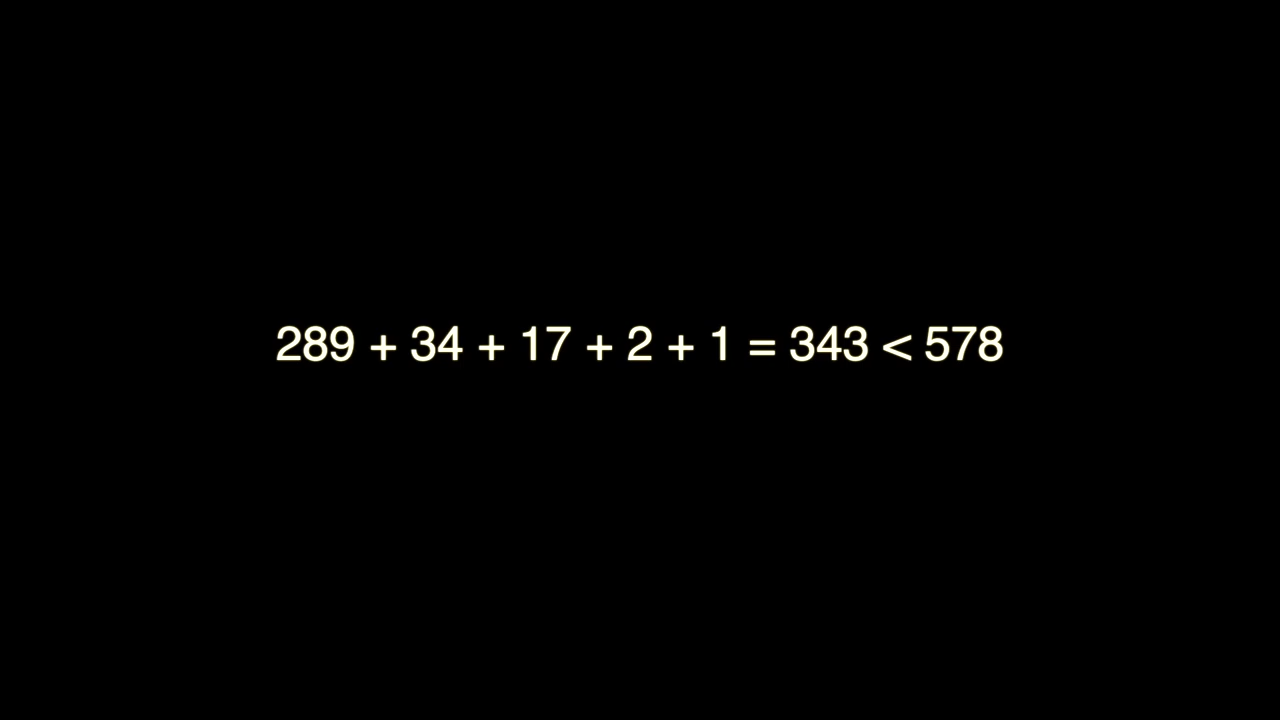 289 + 34 + 17 + 2 + 1 = 343 < 578